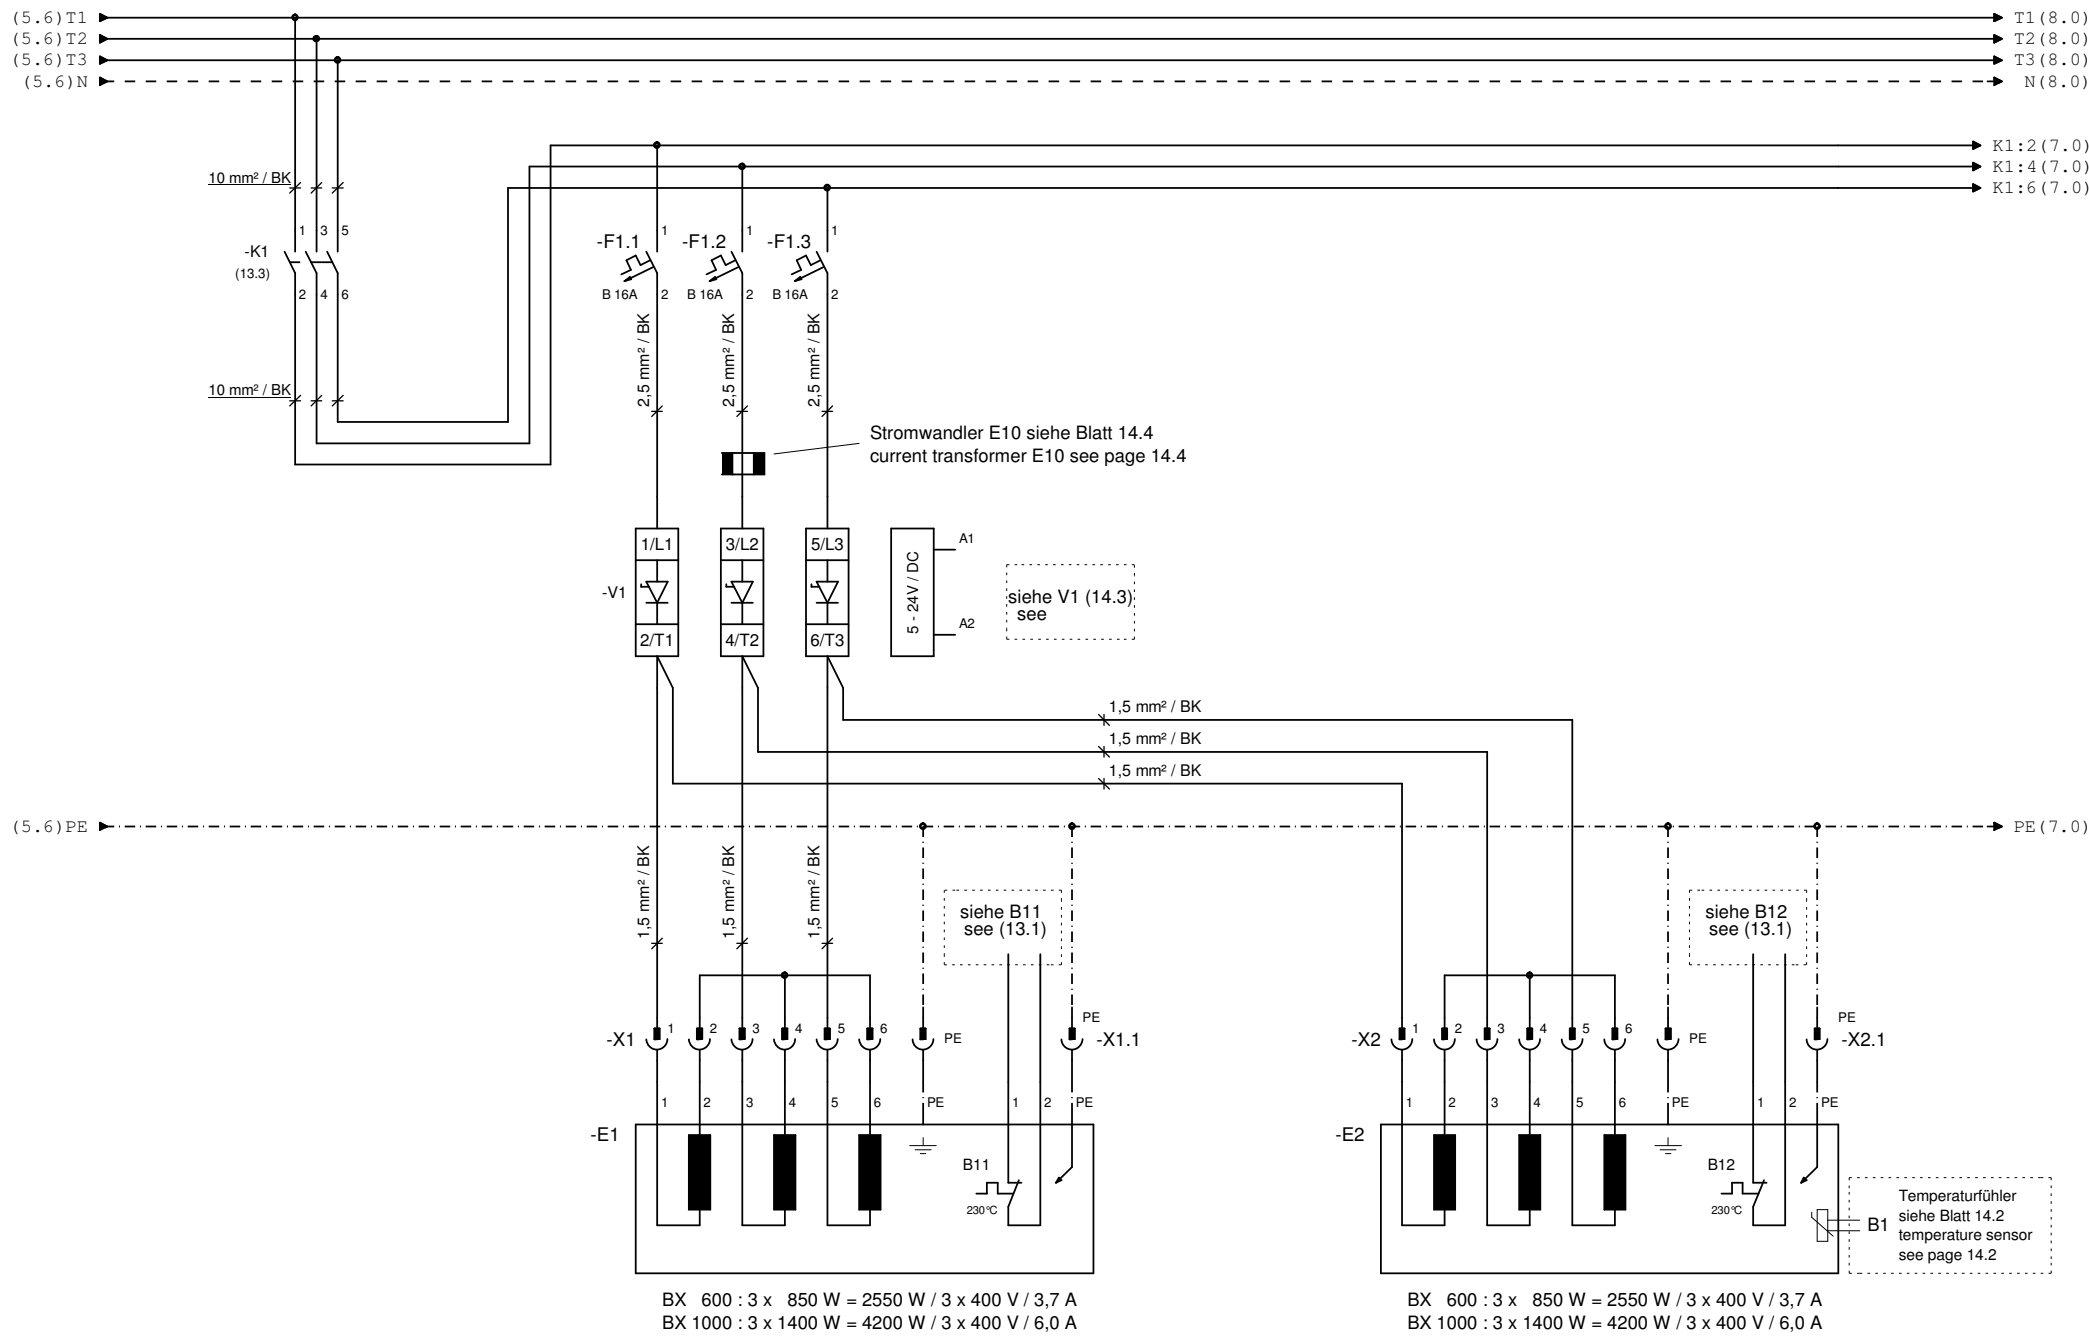 (5.6)T1
T1(8.0)
(5.6)T2
T2(8.0)
(5.6)T3
T3(8.0)
(5.6)N
N(8.0)
K1:2(7.0)
K1:4(7.0)
K1:6(7.0)
10 mm² / BK
1 3 5
-K1
(13.3)
2 4 6
10 mm² / BK
-F1.1 1
B 16A 2
-F1.2 1
B 16A 2
-F1.3 1
B 16A 2
2,5 mm² / BK
2,5 mm² / BK
2,5 mm² / BK
Stromwandler E10 siehe Blatt 14.4
current transformer E10 see page 14.4
1/L1 3/L2 5/L3
-V1
2/T1 4/T2 6/T3
5 - 24V / DC
A1
A2
siehe V1 (14.3)
see
1,5 mm² / BK
1,5 mm² / BK
1,5 mm² / BK
(5.6)PE
PE(7.0)
1,5 mm² / BK
1,5 mm² / BK
1,5 mm² / BK
siehe B11
see (13.1)
siehe B12
see (13.1)
-X1 1 2 3 4 5 6 PE
PE
-X1.1
-X2 1 2 3 4 5 6 PE
PE
-X2.1
1 2 3 4 5 6 PE 1 2 PE
1 2 3 4 5 6 PE 1 2 PE
-E1
B11
230°C
-E2
B12
230°C
B1
Temperaturfühler
siehe Blatt 14.2
temperature sensor
see page 14.2
BX 600 : 3 x 850 W = 2550 W / 3 x 400 V / 3,7 A
BX 1000 : 3 x 1400 W = 4200 W / 3 x 400 V / 6,0 A
BX 600 : 3 x 850 W = 2550 W / 3 x 400 V / 3,7 A
BX 1000 : 3 x 1400 W = 4200 W / 3 x 400 V / 6,0 A